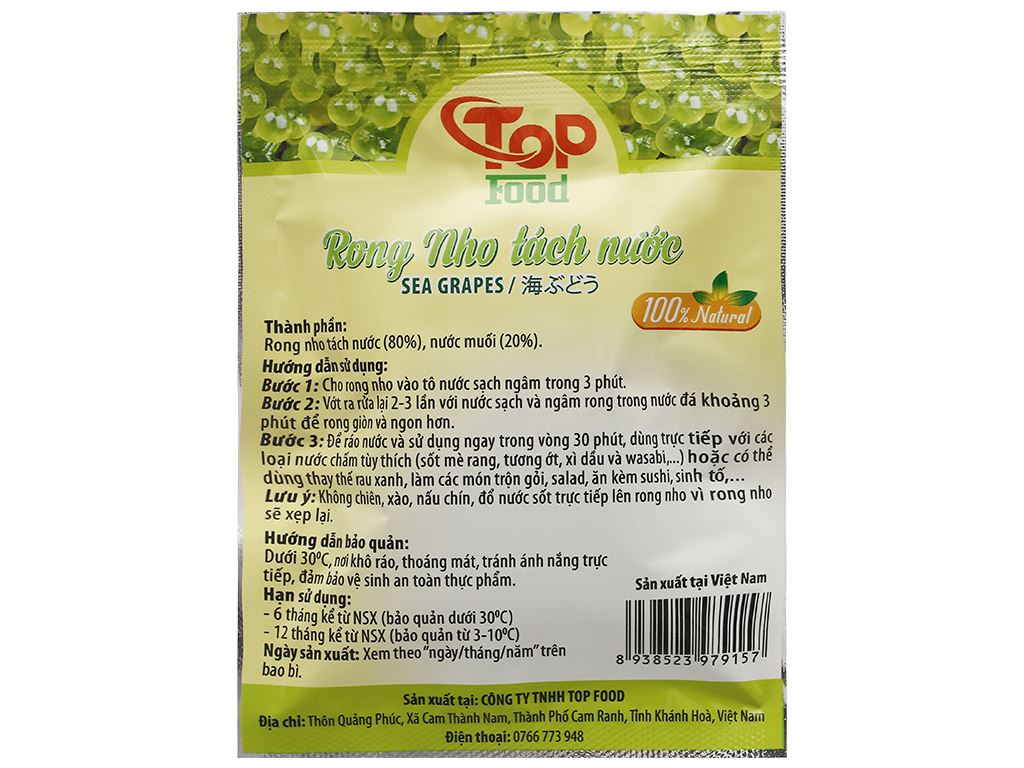 Top
Food
Rong Nho tách nước
SEA GRAPES / 海ぶどう
100% Natural
Thành phần:
Rong nho tách nước (80%), nước muối (20%).
Hướng dẫn sử dụng:
Bước 1: Cho rong nho vào tô nước sạch ngâm trong 3 phút.
Bước 2: Vớt ra rửa lại 2-3 lần với nước sạch và ngâm rong trong nước đá khoảng 3
phút để rong giòn và ngon hơn.
Bước 3: Để ráo nước và sử dụng ngay trong vòng 30 phút, dùng trực tiếp với các
loại nước chấm tùy thích (sốt mè rang, tương ớt, xì dầu và wasabi,...) hoặc có thể
dùng thay thế rau xanh, làm các món trộn gỏi, salad, ăn kèm sushi, sinh tố,...
Lưu ý: Không chiên, xào, nấu chín, đổ nước sốt trực tiếp lên rong nho vì rong nho
sẽ xẹp lại.
Hướng dẫn bảo quản:
Dưới 30⁰C, nơi khô ráo, thoáng mát, tránh ánh nắng trực
tiếp, đảm bảo vệ sinh an toàn thực phẩm.
Hạn sử dụng:
- 6 tháng kể từ NSX (bảo quản dưới 30⁰C)
- 12 tháng kể từ NSX (bảo quản từ 3-10⁰C)
Ngày sản xuất: Xem theo "ngày/tháng/năm" trên
bao bì.
Sản xuất tại Việt Nam
8 938523 979157
Sản xuất tại: CÔNG TY TNHH TOP FOOD
Địa chỉ: Thôn Quảng Phúc, Xã Cam Thành Nam, Thành Phố Cam Ranh, Tỉnh Khánh Hoà, Việt Nam
Điện thoại: 0766 773 948